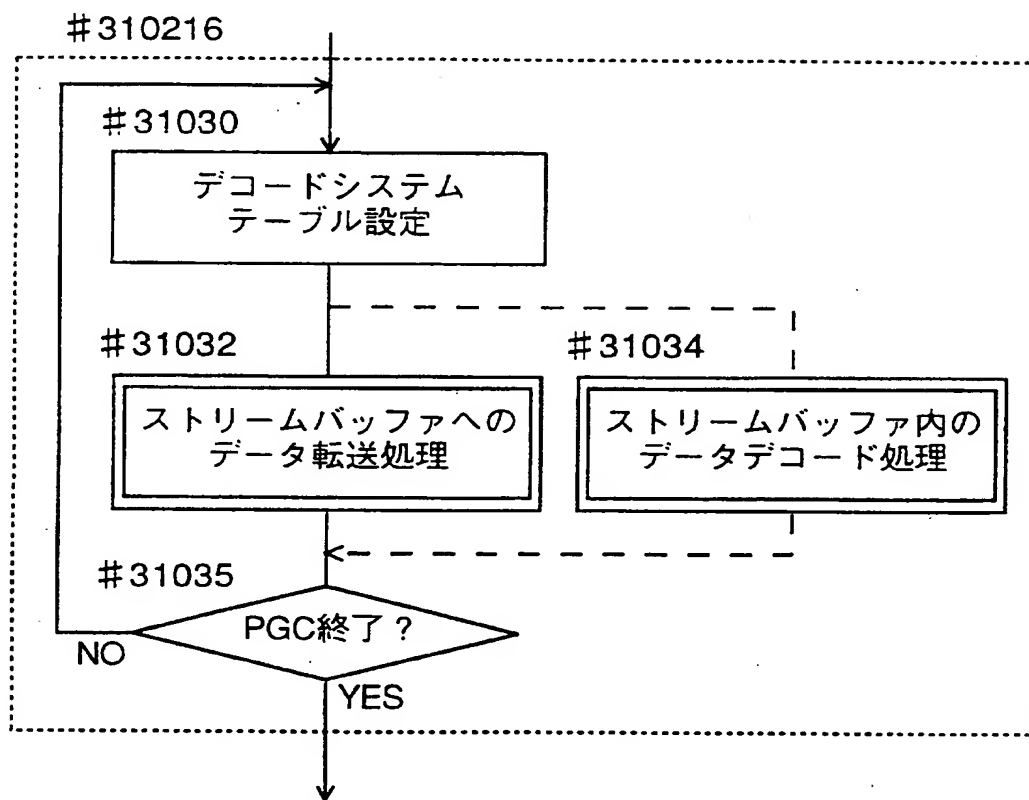 #310216
#31030
デコードシステム
テーブル設定
#31032
#31034
ストリームバッファへの
データ転送処理
ストリームバッファ内の
データデコード処理
#31035
PGC終了?
NO
YES